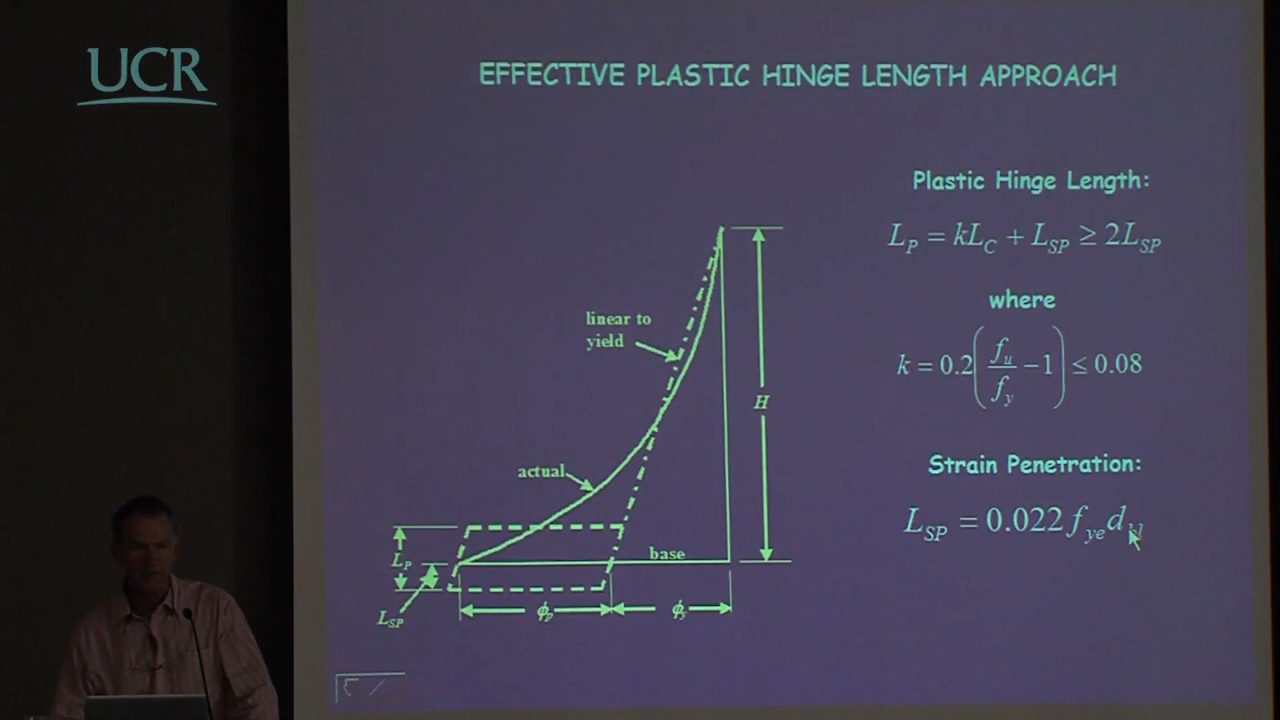 UCR
EFFECTIVE PLASTIC HINGE LENGTH APPROACH
Plastic Hinge Length:
L_P = kL_C + L_SP ≥ 2L_SP
where
k = 0.2(f_u/f_y − 1) ≤ 0.08
Strain Penetration:
L_SP = 0.022 f_ye d
linear to
yield
H
actual
base
L_P
L_SP
ϕ_p
ϕ_y